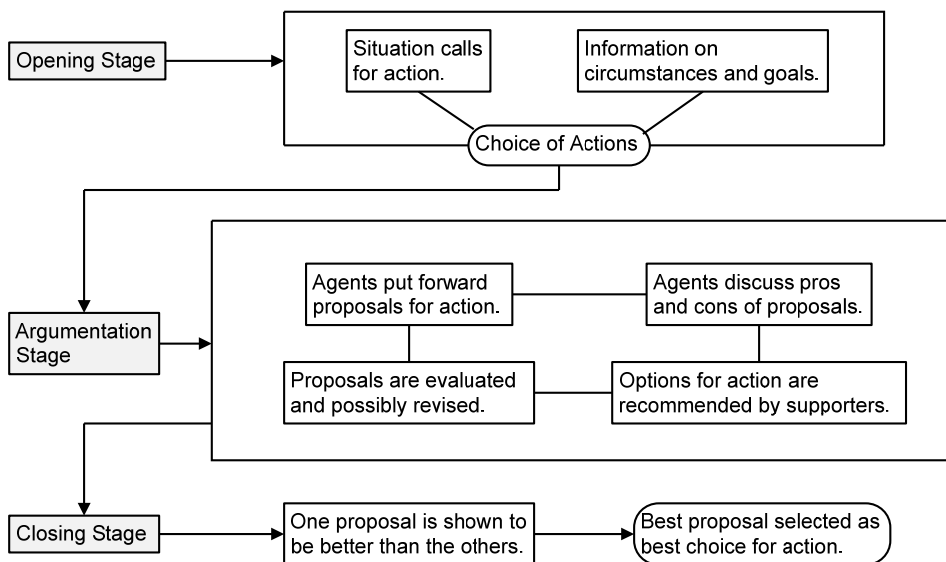 Opening Stage
Situation calls
for action.
Information on
circumstances and goals.
Choice of Actions
Argumentation
Stage
Agents put forward
proposals for action.
Agents discuss pros
and cons of proposals.
Proposals are evaluated
and possibly revised.
Options for action are
recommended by supporters.
Closing Stage
One proposal is shown to
be better than the others.
Best proposal selected as
best choice for action.